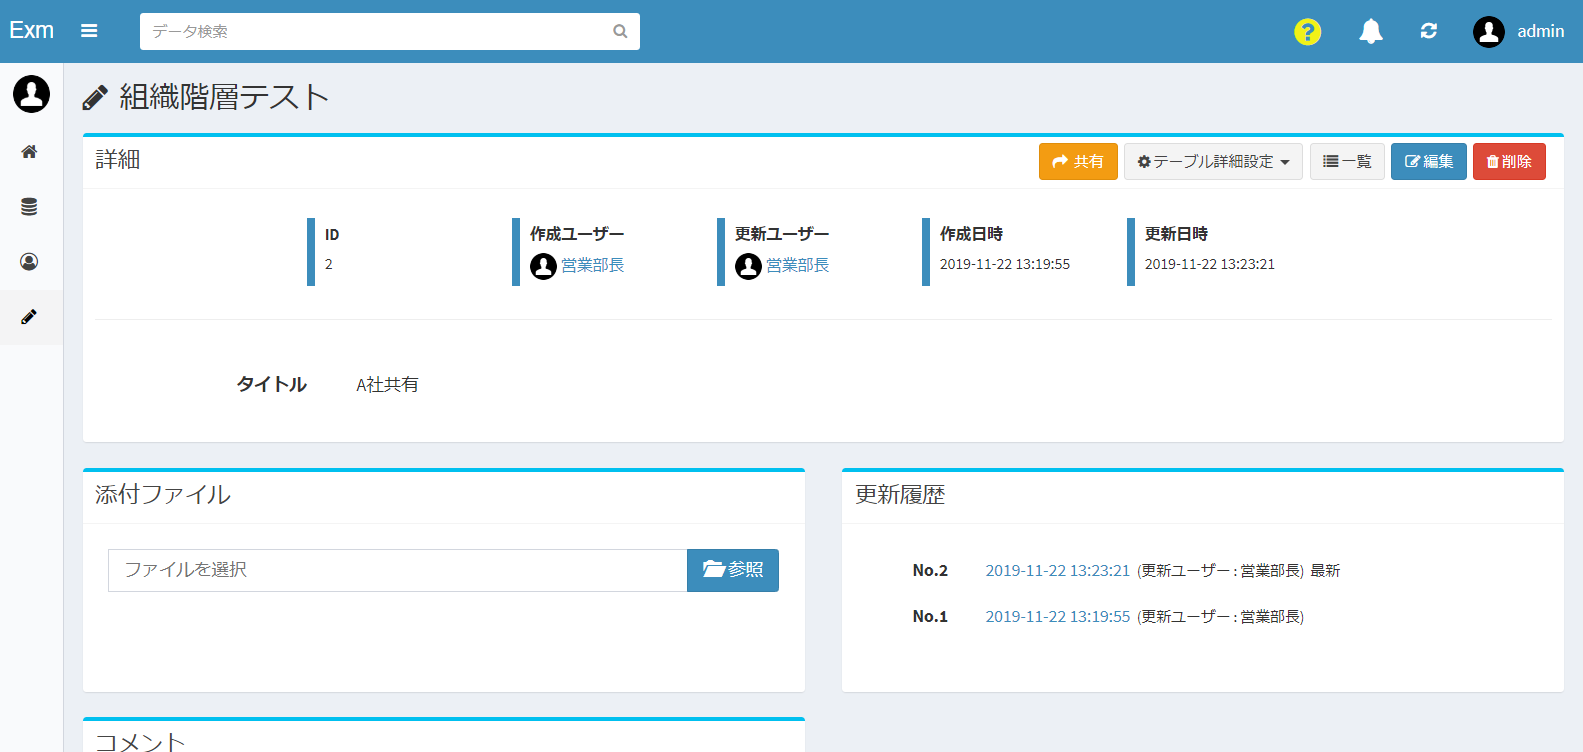 Exm データ検索 ? admin
組織階層テスト
詳細 共有 テーブル詳細設定 一覧 編集 削除
ID 作成ユーザー 更新ユーザー 作成日時 更新日時
2 営業部長 営業部長 2019-11-22 13:19:55 2019-11-22 13:23:21
タイトル A社共有
添付ファイル
ファイルを選択 参照
更新履歴
No.2 2019-11-22 13:23:21 (更新ユーザー : 営業部長) 最新
No.1 2019-11-22 13:19:55 (更新ユーザー : 営業部長)
コメント